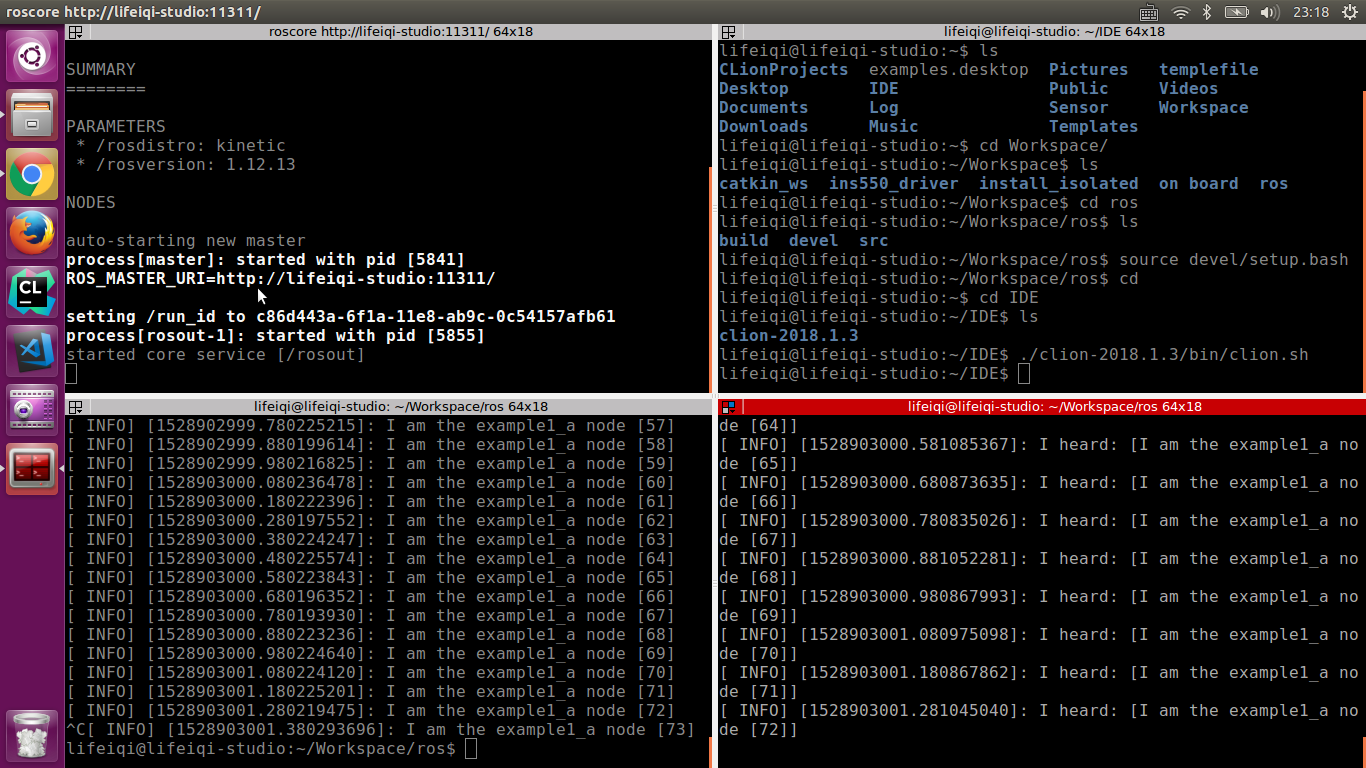 roscore http://lifeiqi-studio:11311/
23:18
roscore http://lifeiqi-studio:11311/ 64x18
SUMMARY
========
PARAMETERS
* /rosdistro: kinetic
* /rosversion: 1.12.13
NODES
auto-starting new master
process[master]: started with pid [5841]
ROS_MASTER_URI=http://lifeiqi-studio:11311/
setting /run_id to c86d443a-6f1a-11e8-ab9c-0c54157afb61
process[rosout-1]: started with pid [5855]
started core service [/rosout]
lifeiqi@lifeiqi-studio: ~/IDE 64x18
lifeiqi@lifeiqi-studio:~$ ls
CLionProjects examples.desktop Pictures templefile
Desktop IDE Public Videos
Documents Log Sensor Workspace
Downloads Music Templates
lifeiqi@lifeiqi-studio:~$ cd Workspace/
lifeiqi@lifeiqi-studio:~/Workspace$ ls
catkin_ws ins550_driver install_isolated on board ros
lifeiqi@lifeiqi-studio:~/Workspace$ cd ros
lifeiqi@lifeiqi-studio:~/Workspace/ros$ ls
build devel src
lifeiqi@lifeiqi-studio:~/Workspace/ros$ source devel/setup.bash
lifeiqi@lifeiqi-studio:~/Workspace/ros$ cd
lifeiqi@lifeiqi-studio:~$ cd IDE
lifeiqi@lifeiqi-studio:~/IDE$ ls
clion-2018.1.3
lifeiqi@lifeiqi-studio:~/IDE$ ./clion-2018.1.3/bin/clion.sh
lifeiqi@lifeiqi-studio:~/IDE$
lifeiqi@lifeiqi-studio: ~/Workspace/ros 64x18
[ INFO] [1528902999.780225215]: I am the example1_a node [57]
[ INFO] [1528902999.880199614]: I am the example1_a node [58]
[ INFO] [1528902999.980216825]: I am the example1_a node [59]
[ INFO] [1528903000.080236478]: I am the example1_a node [60]
[ INFO] [1528903000.180222396]: I am the example1_a node [61]
[ INFO] [1528903000.280197552]: I am the example1_a node [62]
[ INFO] [1528903000.380224247]: I am the example1_a node [63]
[ INFO] [1528903000.480225574]: I am the example1_a node [64]
[ INFO] [1528903000.580223843]: I am the example1_a node [65]
[ INFO] [1528903000.680196352]: I am the example1_a node [66]
[ INFO] [1528903000.780193930]: I am the example1_a node [67]
[ INFO] [1528903000.880223236]: I am the example1_a node [68]
[ INFO] [1528903000.980224640]: I am the example1_a node [69]
[ INFO] [1528903001.080224120]: I am the example1_a node [70]
[ INFO] [1528903001.180225201]: I am the example1_a node [71]
[ INFO] [1528903001.280219475]: I am the example1_a node [72]
^C[ INFO] [1528903001.380293696]: I am the example1_a node [73]
lifeiqi@lifeiqi-studio:~/Workspace/ros$
lifeiqi@lifeiqi-studio: ~/Workspace/ros 64x18
de [64]]
[ INFO] [1528903000.581085367]: I heard: [I am the example1_a no
de [65]]
[ INFO] [1528903000.680873635]: I heard: [I am the example1_a no
de [66]]
[ INFO] [1528903000.780835026]: I heard: [I am the example1_a no
de [67]]
[ INFO] [1528903000.881052281]: I heard: [I am the example1_a no
de [68]]
[ INFO] [1528903000.980867993]: I heard: [I am the example1_a no
de [69]]
[ INFO] [1528903001.080975098]: I heard: [I am the example1_a no
de [70]]
[ INFO] [1528903001.180867862]: I heard: [I am the example1_a no
de [71]]
[ INFO] [1528903001.281045040]: I heard: [I am the example1_a no
de [72]]
CL